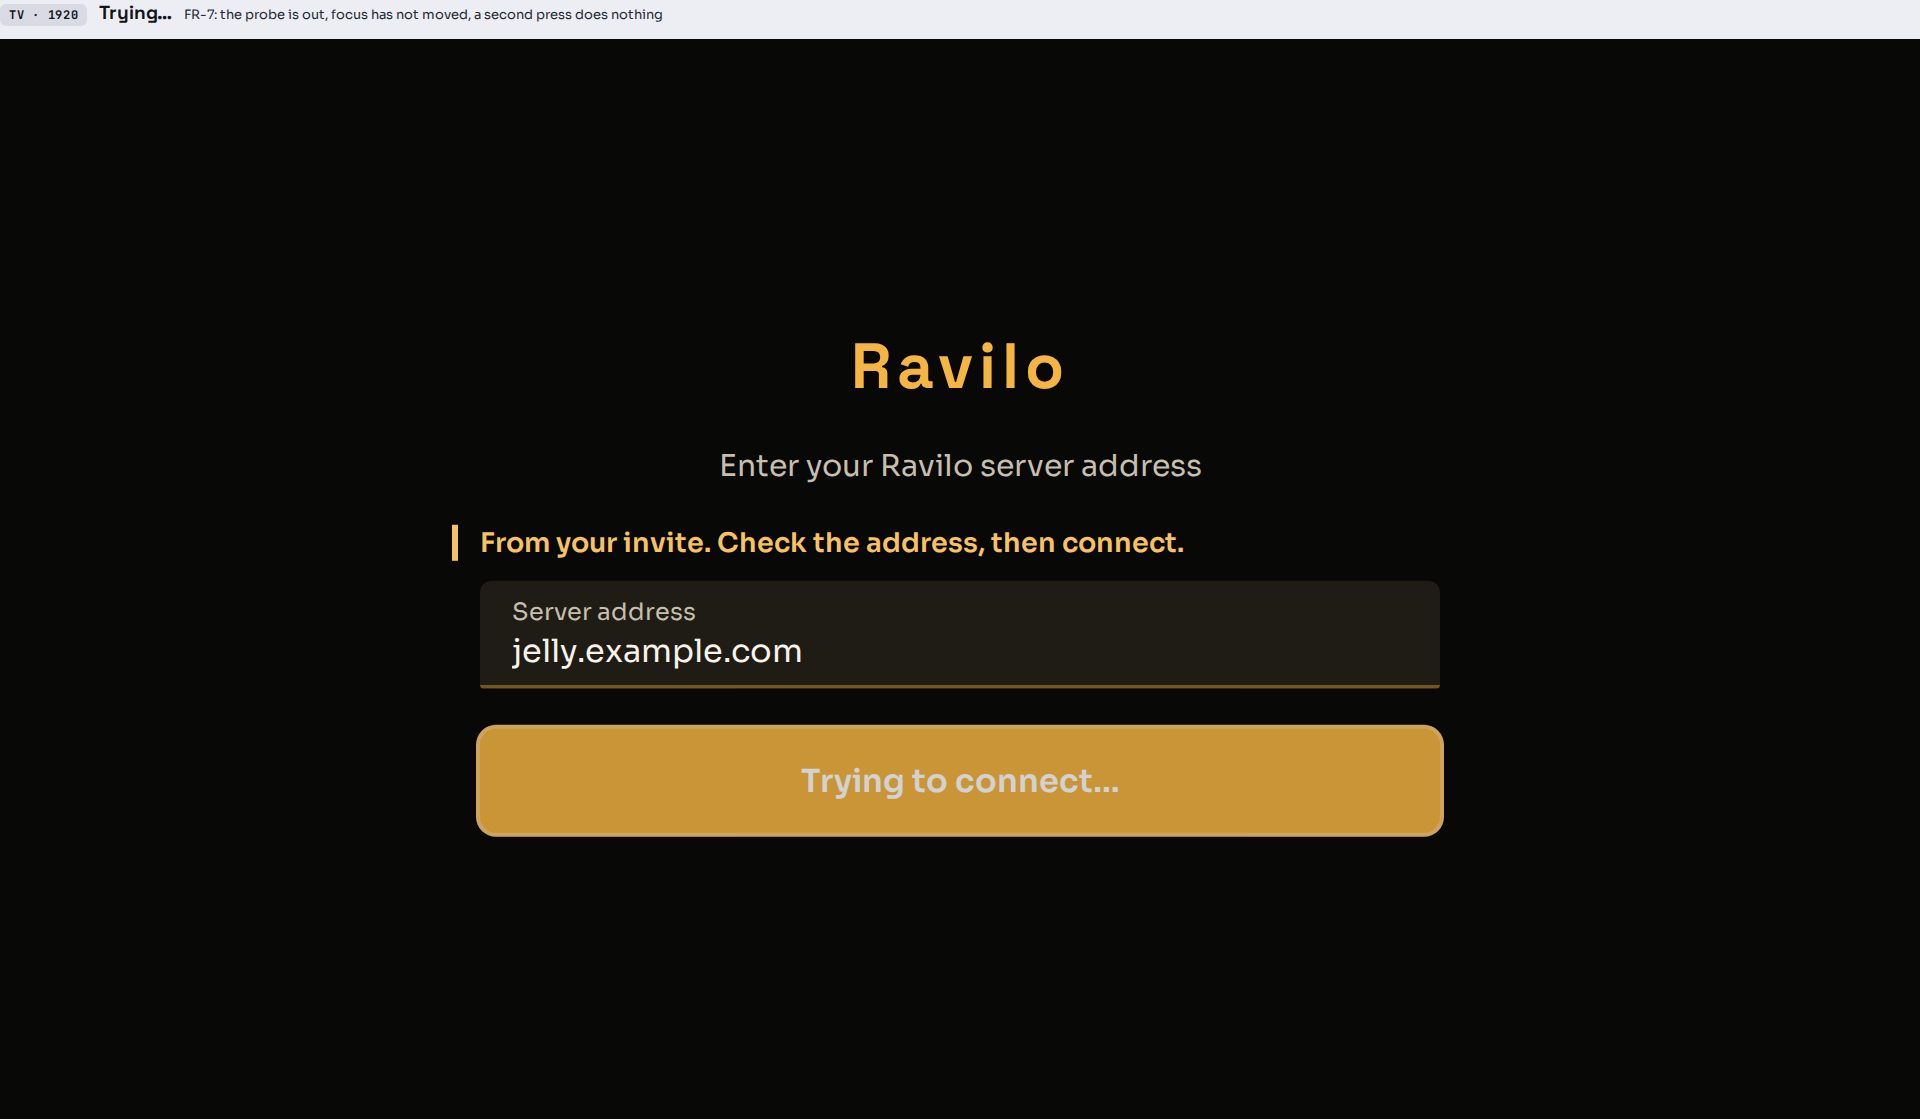 TV · 1920 Trying... FR-7: the probe is out, focus has not moved, a second press does nothing
Ravilo
Enter your Ravilo server address
From your invite. Check the address, then connect.
Server address
jelly.example.com
Trying to connect...